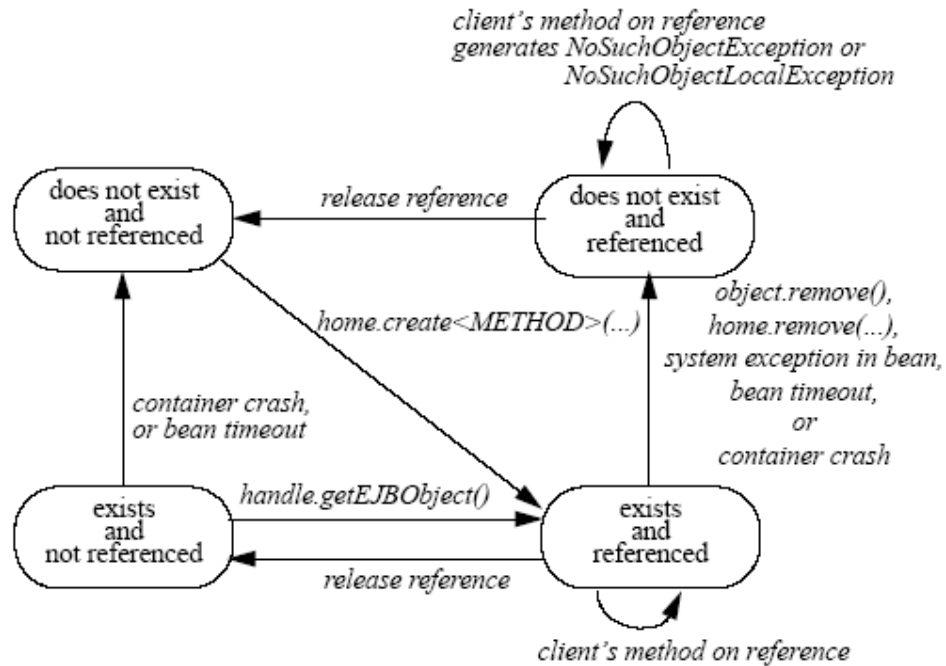 client’s method on reference
generates NoSuchObjectException or
NoSuchObjectLocalException
does not exist
and
not referenced
release reference
does not exist
and
referenced
home.create<METHOD>(...)
object.remove(),
home.remove(...),
system exception in bean,
bean timeout,
or
container crash
container crash,
or bean timeout
exists
and
not referenced
handle.getEJBObject()
release reference
exists
and
referenced
client’s method on reference